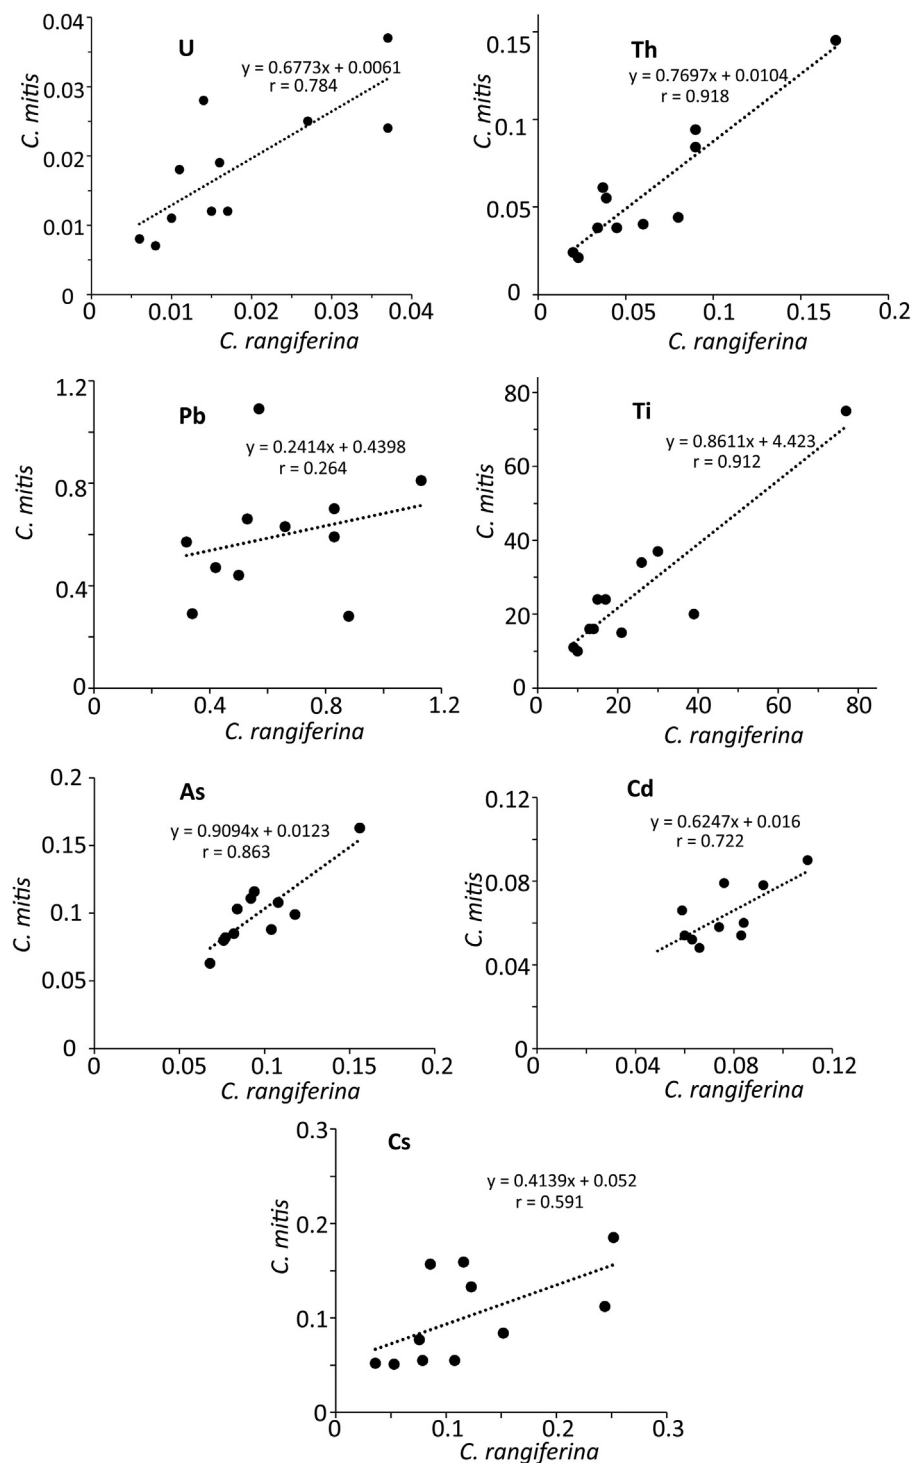 U
y = 0.6773x + 0.0061
r = 0.784
0.04
0.03
0.02
0.01
0
C. mitis
0 0.01 0.02 0.03 0.04
C. rangiferina
Th
y = 0.7697x + 0.0104
r = 0.918
0.15
0.1
0.05
0
C. mitis
0 0.05 0.1 0.15 0.2
C. rangiferina
Pb
y = 0.2414x + 0.4398
r = 0.264
1.2
0.8
0.4
0
C. mitis
0 0.4 0.8 1.2
C. rangiferina
Ti
y = 0.8611x + 4.423
r = 0.912
80
60
40
20
0
C. mitis
0 20 40 60 80
C. rangiferina
As
y = 0.9094x + 0.0123
r = 0.863
0.2
0.15
0.1
0.05
0
C. mitis
0 0.05 0.1 0.15 0.2
C. rangiferina
Cd
y = 0.6247x + 0.016
r = 0.722
0.12
0.08
0.04
0
C. mitis
0 0.04 0.08 0.12
C. rangiferina
Cs
y = 0.4139x + 0.052
r = 0.591
0.3
0.2
0.1
0
C. mitis
0 0.1 0.2 0.3
C. rangiferina